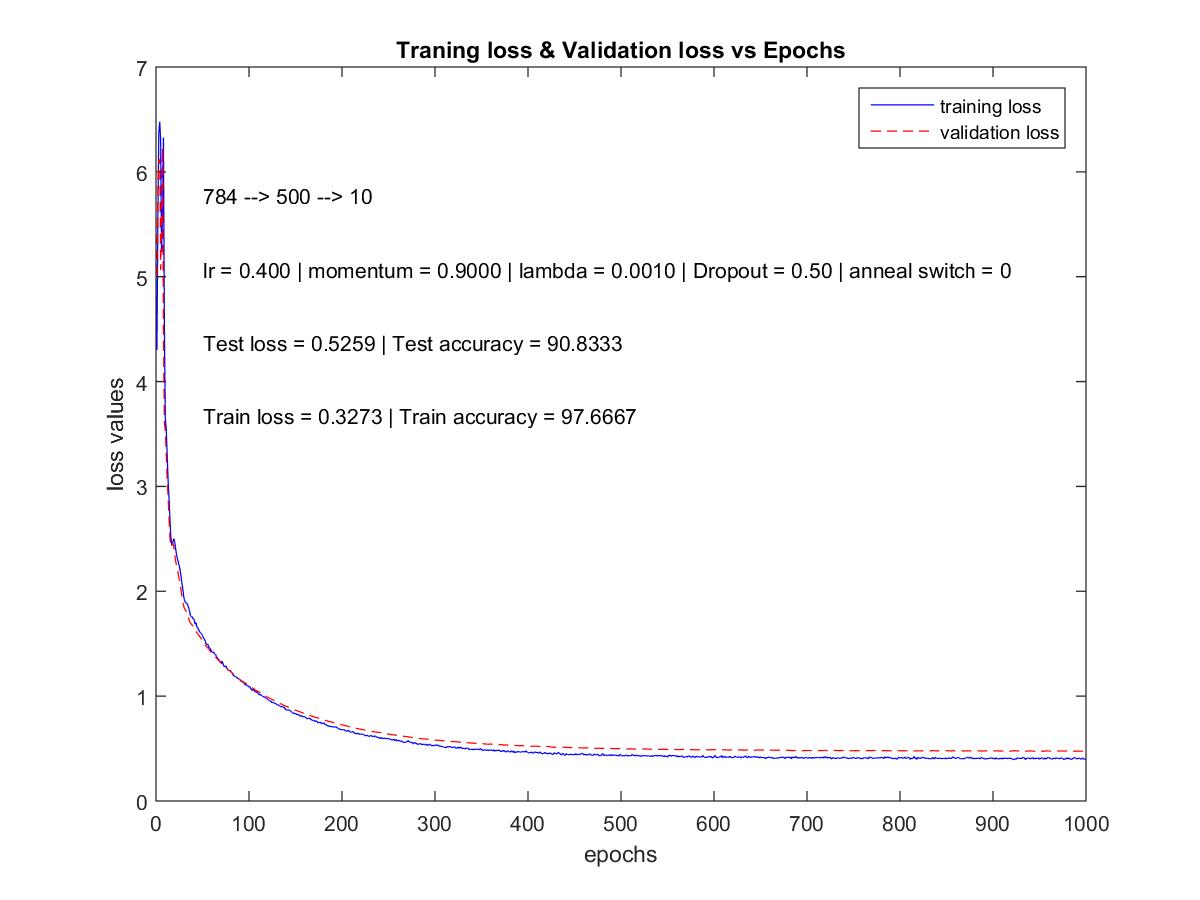 Traning loss & Validation loss vs Epochs
training loss
validation loss
784 --> 500 --> 10
lr = 0.400 | momentum = 0.9000 | lambda = 0.0010 | Dropout = 0.50 | anneal switch = 0
Test loss = 0.5259 | Test accuracy = 90.8333
Train loss = 0.3273 | Train accuracy = 97.6667
loss values
7
6
5
4
3
2
1
0
0 100 200 300 400 500 600 700 800 900 1000
epochs